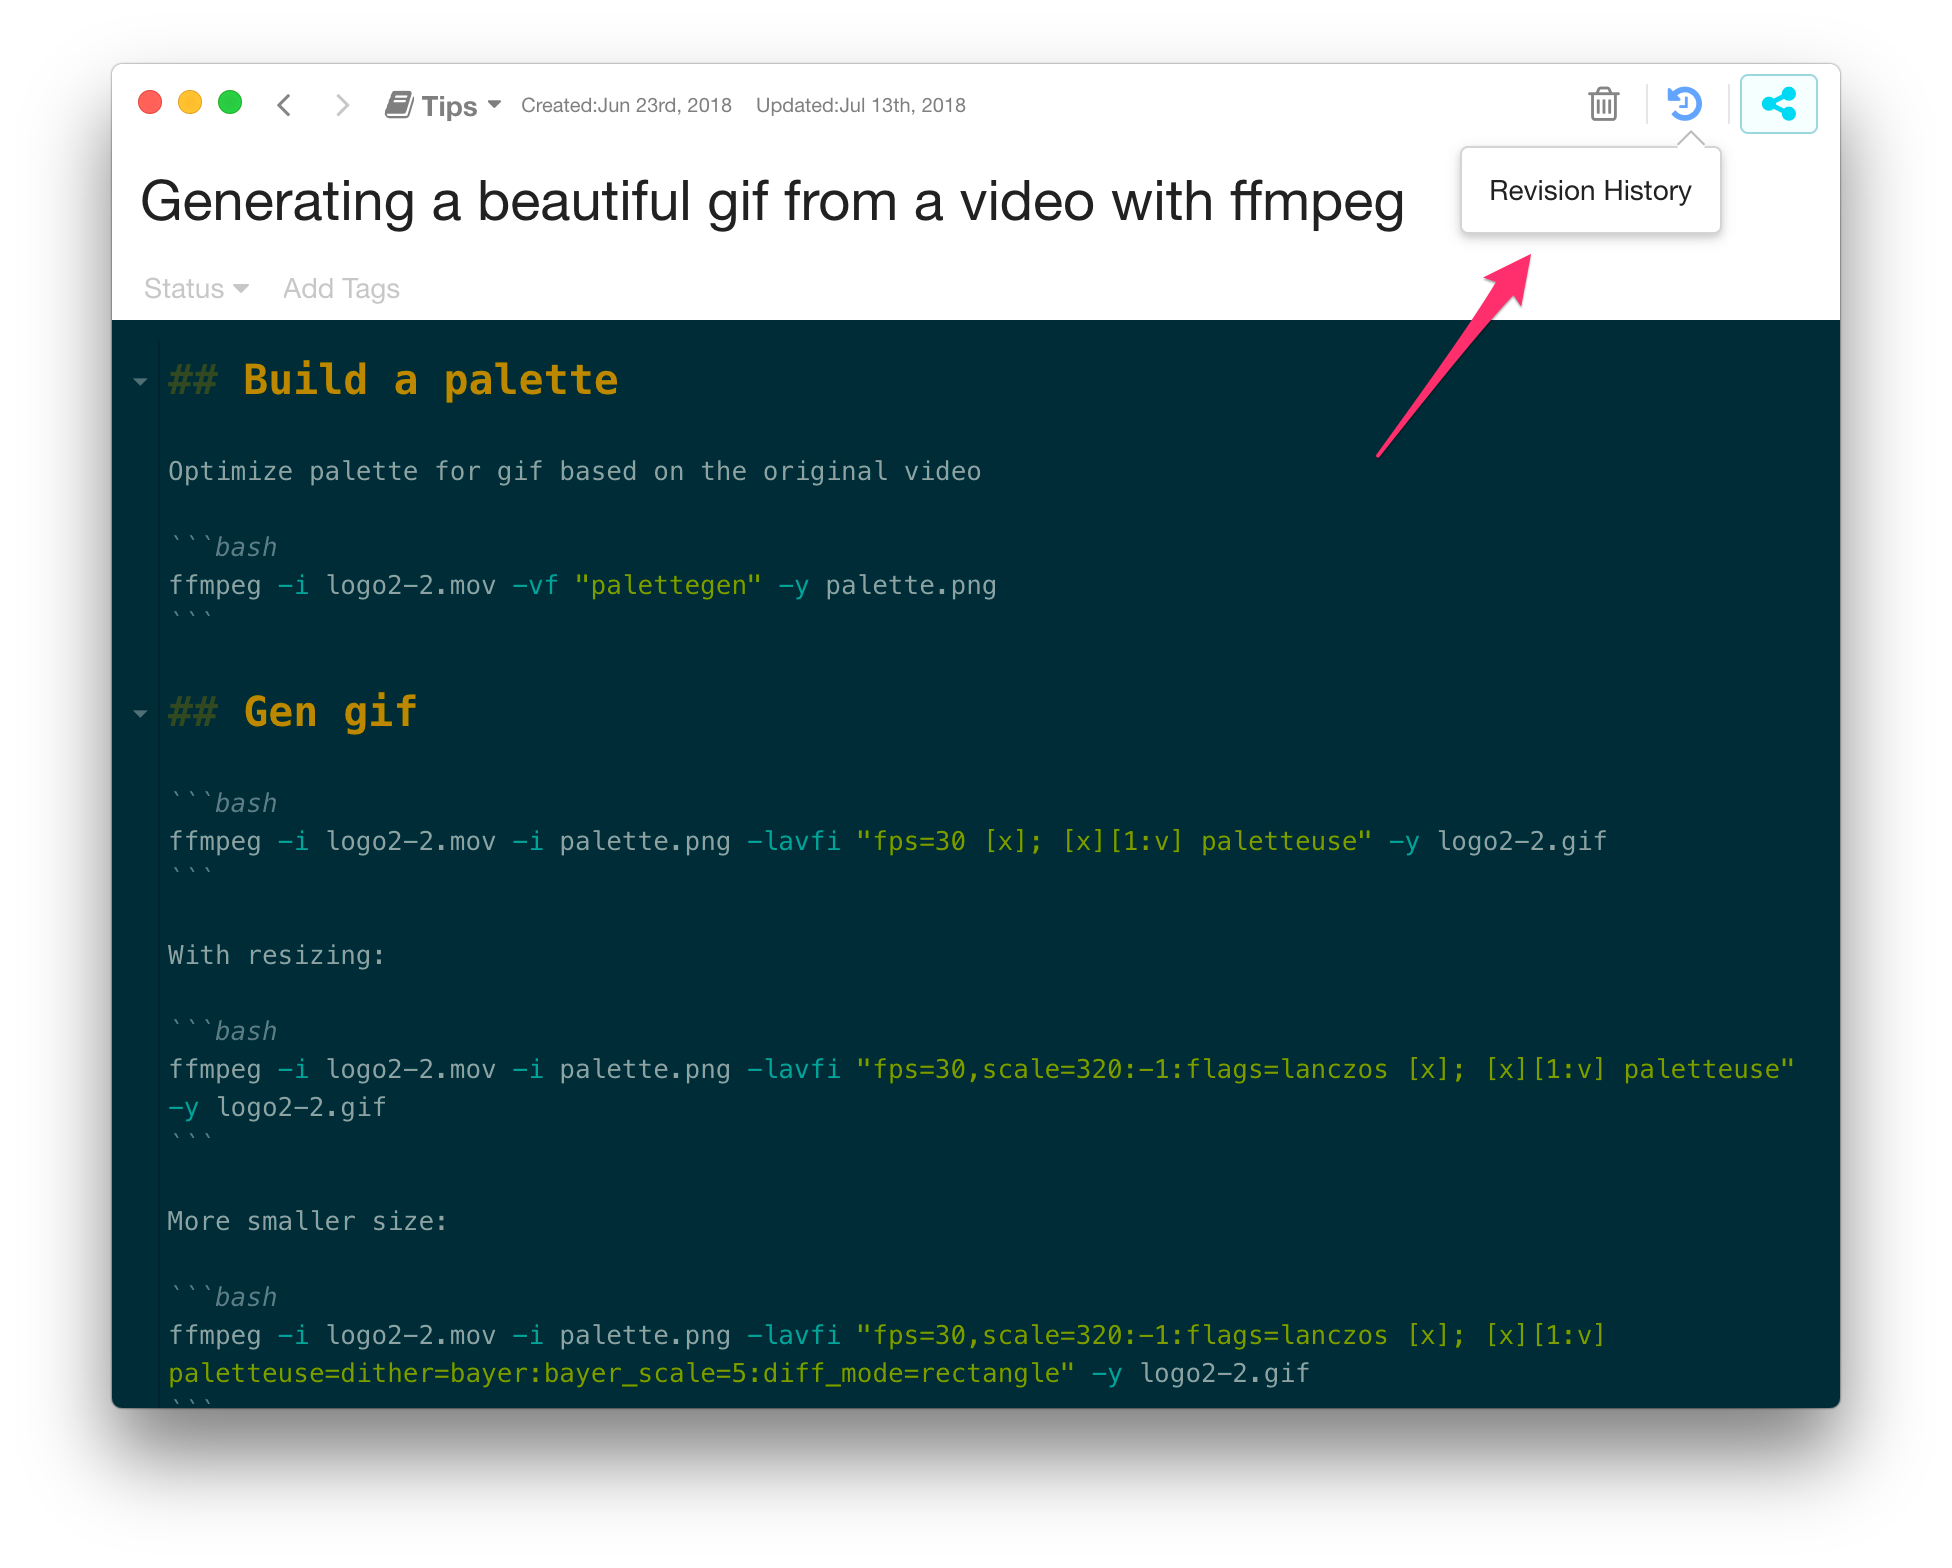 Tips Created:Jun 23rd, 2018 Updated:Jul 13th, 2018
Revision History
Generating a beautiful gif from a video with ffmpeg
Status Add Tags
## Build a palette
Optimize palette for gif based on the original video
```bash
ffmpeg -i logo2-2.mov -vf "palettegen" -y palette.png
```
## Gen gif
```bash
ffmpeg -i logo2-2.mov -i palette.png -lavfi "fps=30 [x]; [x][1:v] paletteuse" -y logo2-2.gif
```
With resizing:
```bash
ffmpeg -i logo2-2.mov -i palette.png -lavfi "fps=30,scale=320:-1:flags=lanczos [x]; [x][1:v] paletteuse"
-y logo2-2.gif
```
More smaller size:
```bash
ffmpeg -i logo2-2.mov -i palette.png -lavfi "fps=30,scale=320:-1:flags=lanczos [x]; [x][1:v]
paletteuse=dither=bayer:bayer_scale=5:diff_mode=rectangle" -y logo2-2.gif
```